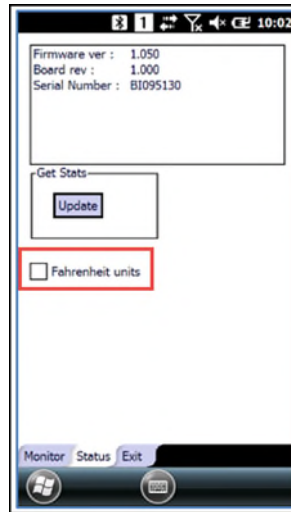 1 10:02
Firmware ver : 1.050
Board rev : 1.000
Serial Number : BI095130
Get Stats
Update
Fahrenheit units
Monitor Status Exit